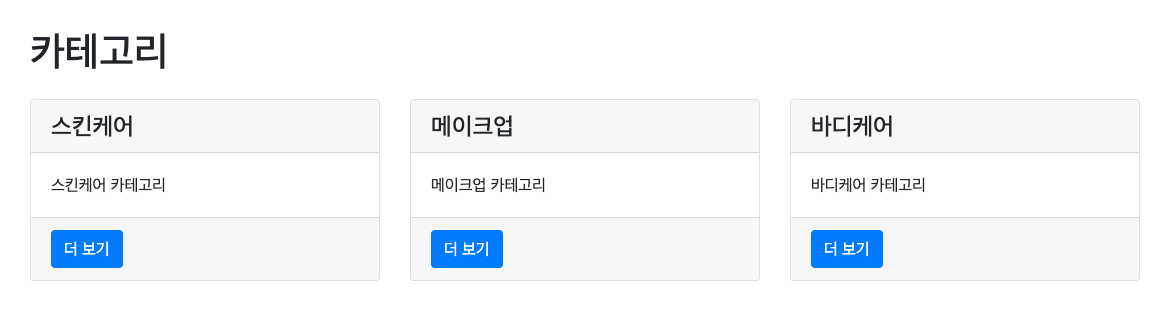 카테고리
스킨케어
스킨케어 카테고리
더 보기
메이크업
메이크업 카테고리
더 보기
바디케어
바디케어 카테고리
더 보기